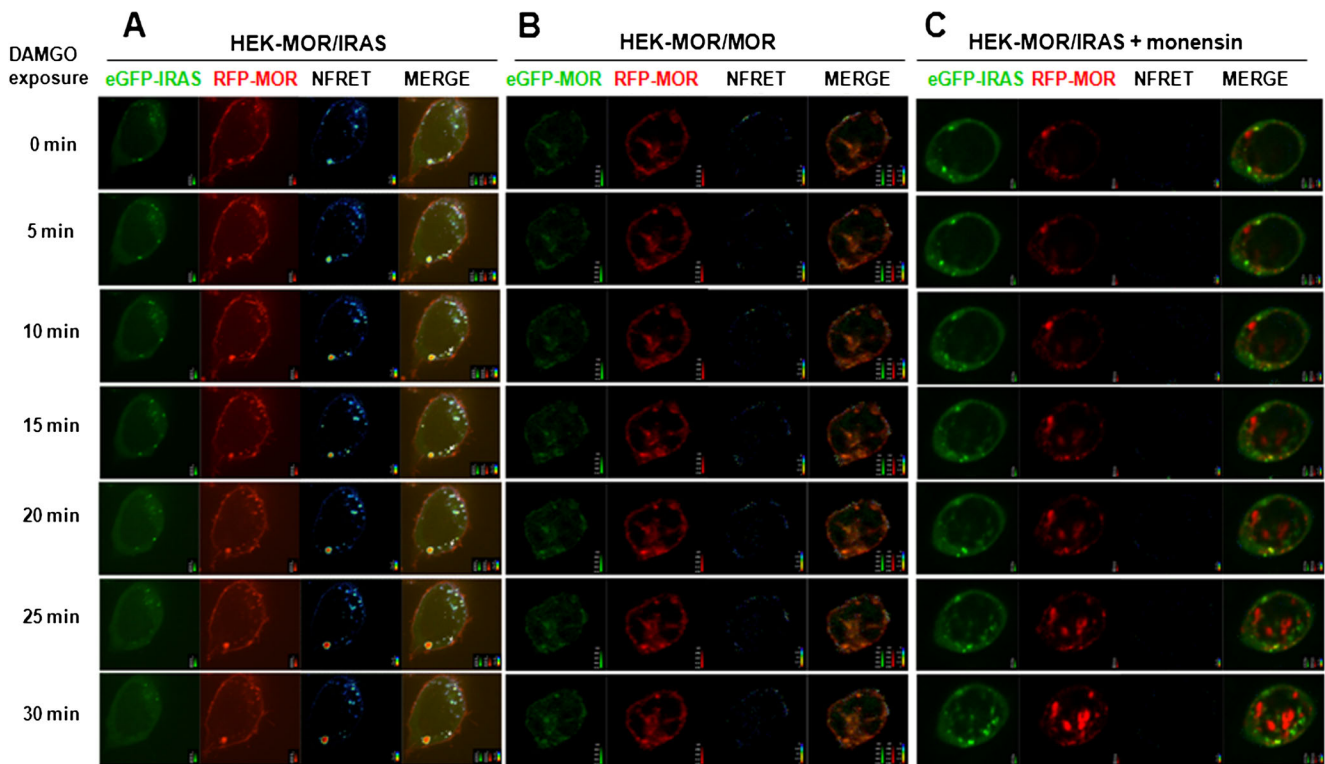 A B C
HEK-MOR/IRAS HEK-MOR/MOR HEK-MOR/IRAS + monensin
DAMGO
exposure
eGFP-IRAS RFP-MOR NFRET MERGE eGFP-MOR RFP-MOR NFRET MERGE eGFP-IRAS RFP-MOR NFRET MERGE
0 min
5 min
10 min
15 min
20 min
25 min
30 min